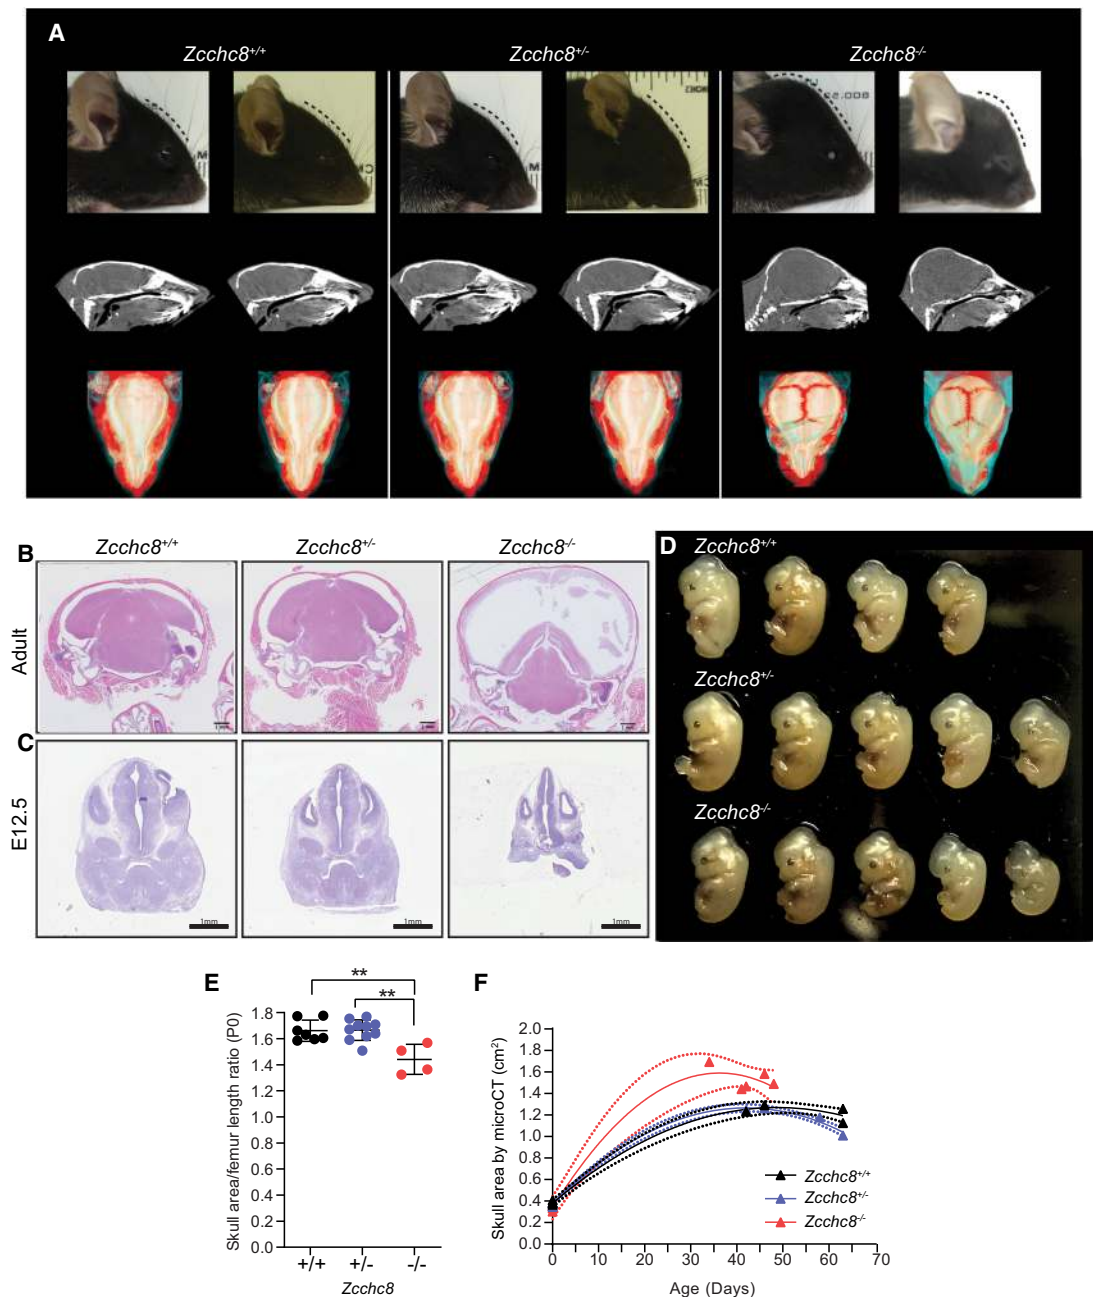 A
Zcchc8+/+ Zcchc8+/- Zcchc8-/-
B Zcchc8+/+ Zcchc8+/- Zcchc8-/-
Adult
C
E12.5
1mm 1mm 1mm
D Zcchc8+/+
Zcchc8+/-
Zcchc8-/-
E
** 
**
Skull area/femur length ratio (P0)
1.8
1.6
1.4
1.2
1.0
1.8
0.6
0.4
0.2
0.0
+/+ +/- -/-
Zcchc8
F
Skull area by microCT (cm2)
2.0
1.8
1.6
1.4
1.2
1.0
0.6
0.4
0.2
0.0
Zcchc8+/+
Zcchc8+/-
Zcchc8-/-
0 10 20 30 40 50 60 70
Age (Days)